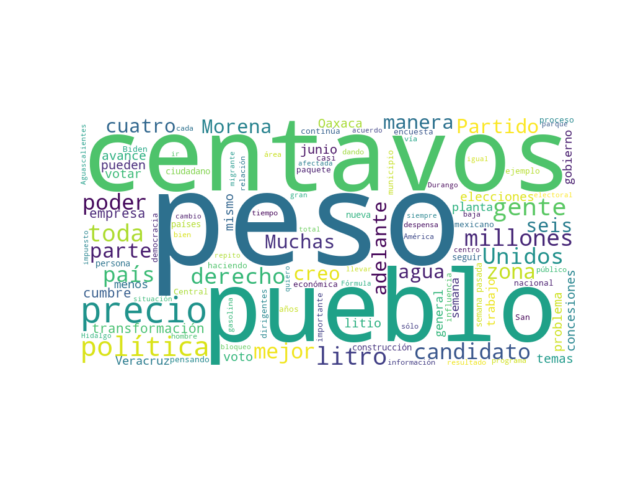 cuatro
cada
Morena
Oaxaca
continúa
acuerdo
encuesta
manera
vía
Partido
proceso
parque
Aguascalientes
Biden
avance
pueden
votar
ir
ciudadano
centavos
migrante
relación
área
junio
casi
paquete
afectada
municipio
igual
ejemplo
gobierno
Durango
poder
empresa
cambio
países
mismo
gran
tiempo
peso
nueva
siempre
despensa
América
elecciones
planta
mexicano
baja
gente
seis
toda
parte
democracia
total
Muchas
adelante
millones
Unidos
impuesto
país
persona
menos
cumbre
situación
Central
repito
haciendo
derecho
quiero
creo
económica
llevar
agua
seguir
semana
centro
zona
nacional
público
precio
transformación
gasolina
dirigentes
años
importante
Fórmula
litio
sólo
pueblo
general
influencia
semana pasada
trabajo
San
electoral
problema
concesiones
Hidalgo
hombre
política
Veracruz
pensando
voto
bloqueo
mejor
litro
construcción
información
candidato
resultado
programa
temas